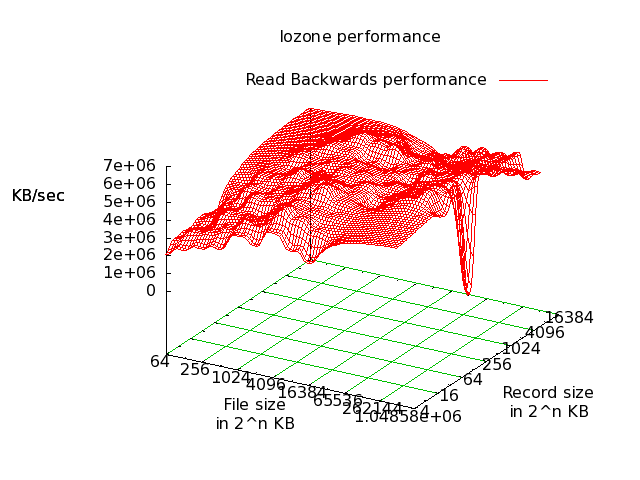 Iozone performance
Read Backwards performance
KB/sec
7e+06
6e+06
5e+06
4e+06
3e+06
2e+06
1e+06
0
64
256
1024
4096
16384
65536
262144
1.04858e+06
File size
in 2^n KB
4
16
64
256
1024
4096
16384
Record size
in 2^n KB